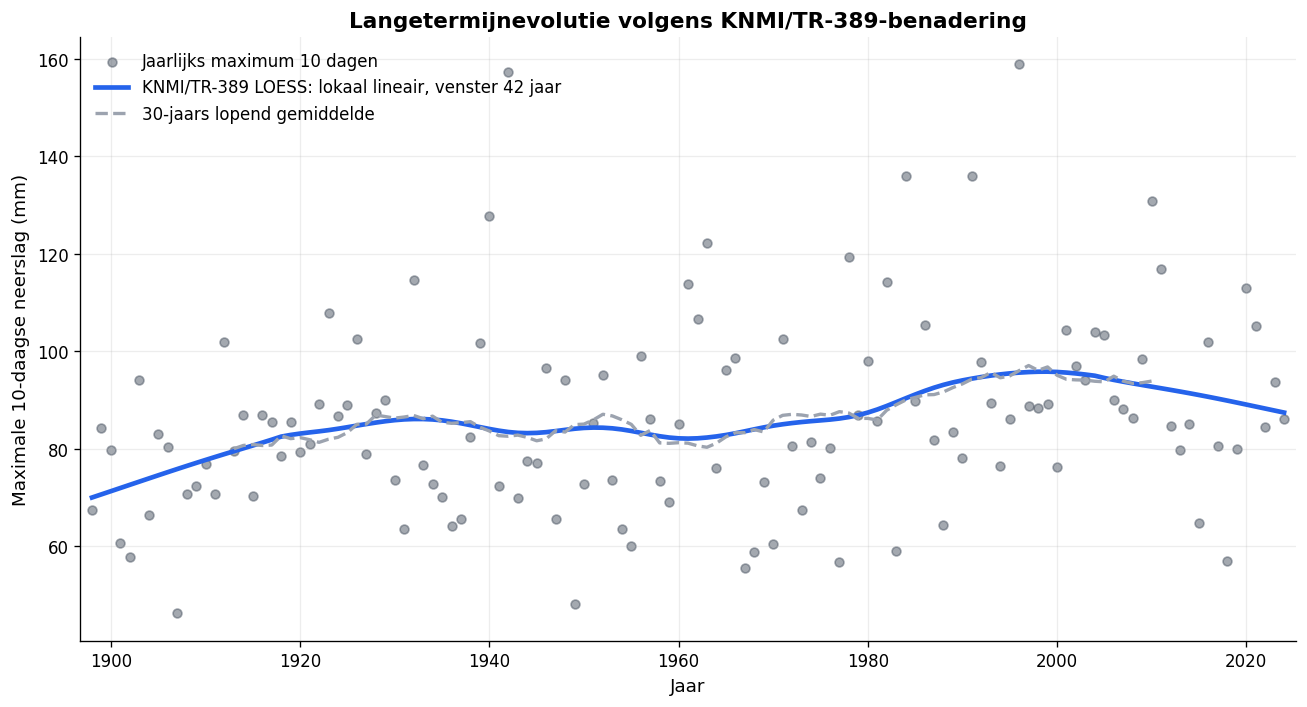 Langetermijnevolutie volgens KNMI/TR-389-benadering
Jaarlijks maximum 10 dagen
KNMI/TR-389 LOESS: lokaal lineair, venster 42 jaar
30-jaars lopend gemiddelde
Maximale 10-daagse neerslag (mm)
160
140
120
100
80
60
1900 1920 1940 1960 1980 2000 2020
Jaar